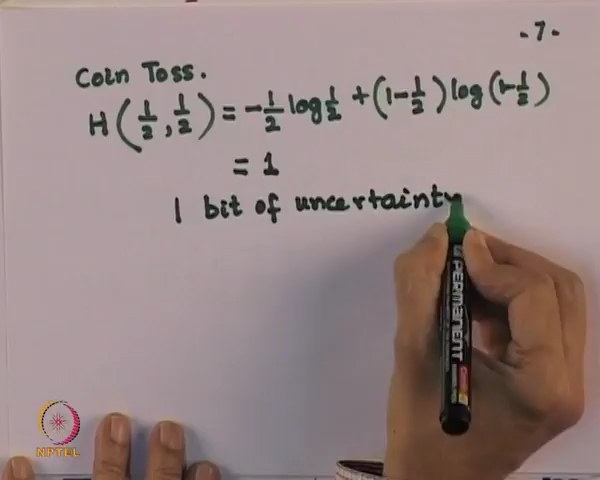 -7-
Coin Toss.
H(1/2, 1/2) = -1/2 log 1/2 + (1-1/2) log (1-1/2)
= 1
1 bit of uncertainty
PERMANENT
NPTEL